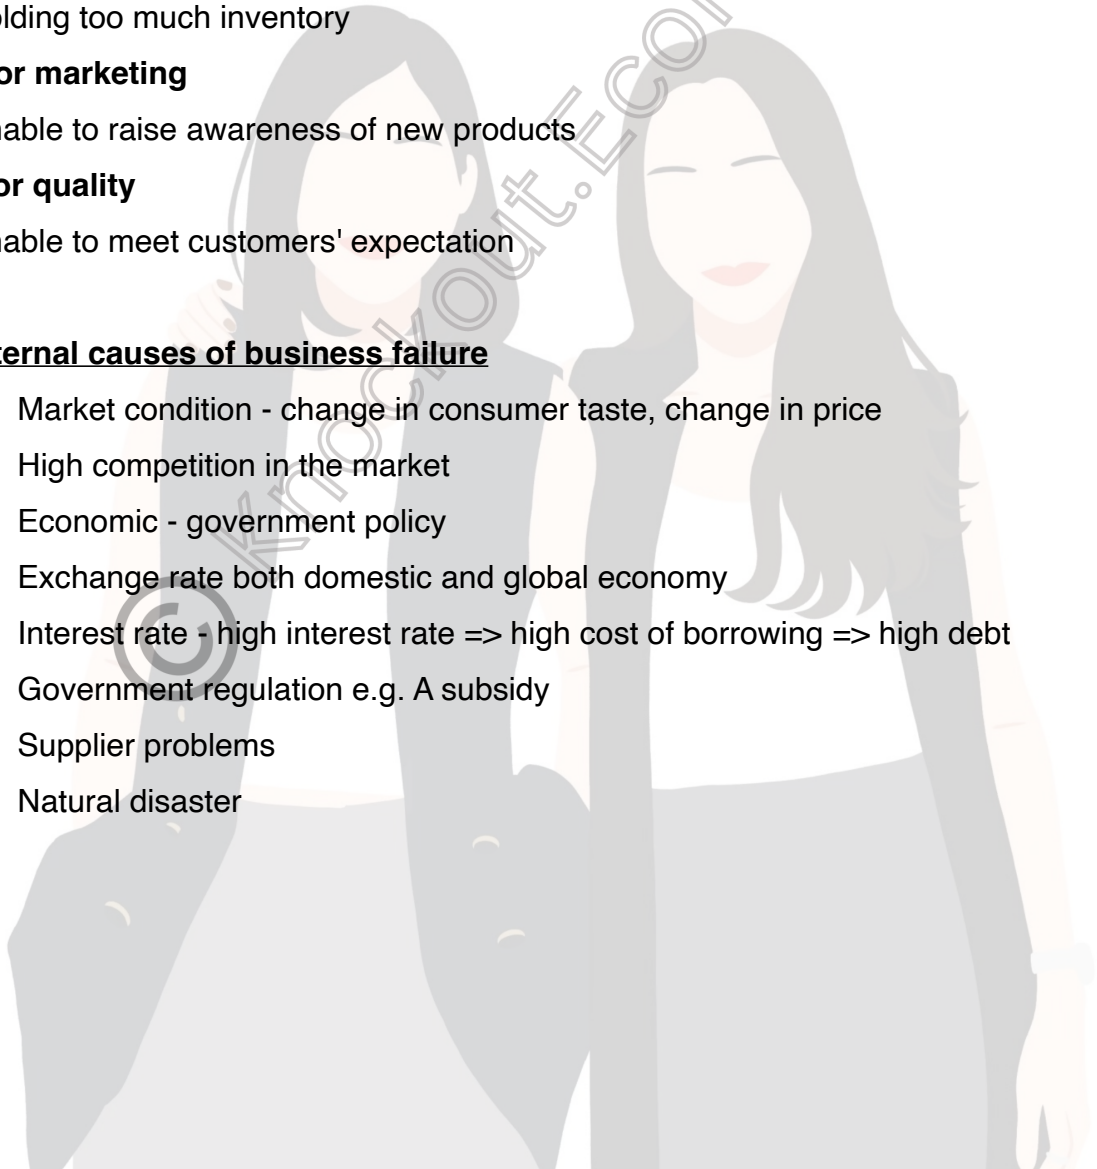 olding too much inventory
or marketing
nable to raise awareness of new products
or quality
nable to meet customers' expectation
ternal causes of business failure
Market condition - change in consumer taste, change in price
High competition in the market
Economic - government policy
Exchange rate both domestic and global economy
Interest rate - high interest rate => high cost of borrowing => high debt
Government regulation e.g. A subsidy
Supplier problems
Natural disaster
© Knockout.Eco